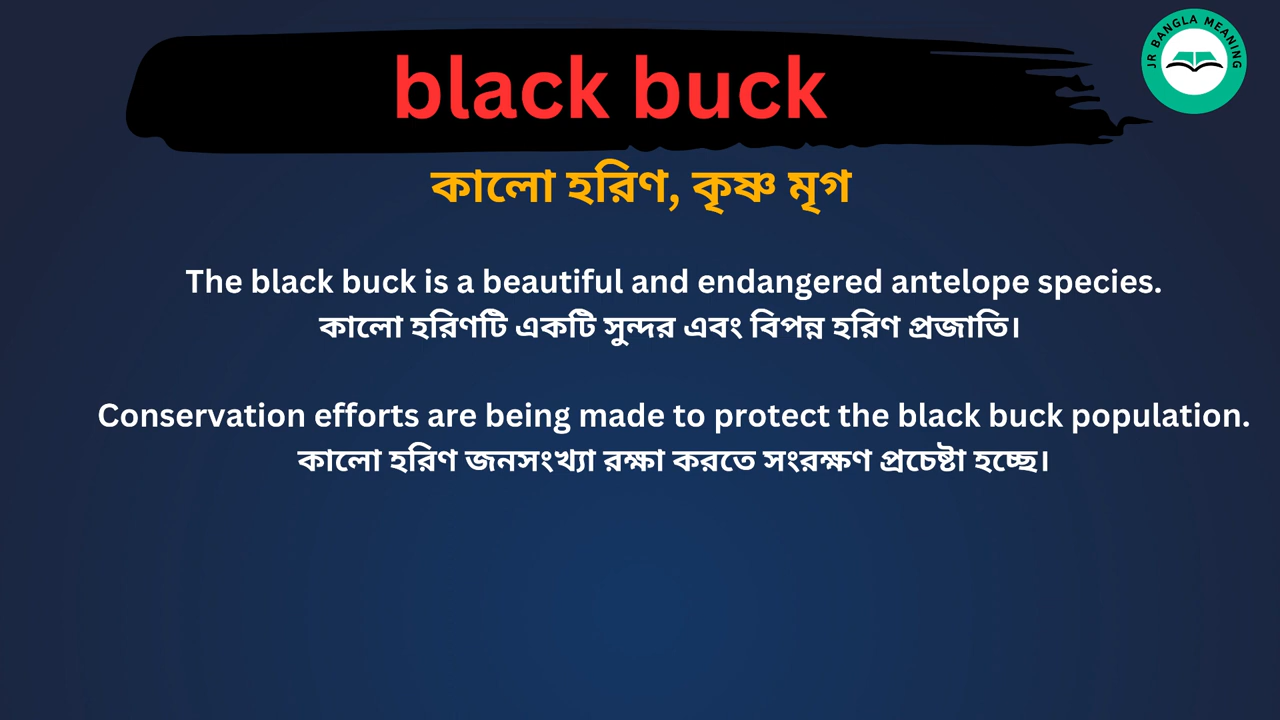 black buck
JR BANGLA MEANING
কালো হরিণ, কৃষ্ণ মৃগ
The black buck is a beautiful and endangered antelope species.
কালো হরিণটি একটি সুন্দর এবং বিপন্ন হরিণ প্রজাতি।
Conservation efforts are being made to protect the black buck population.
কালো হরিণ জনসংখ্যা রক্ষা করতে সংরক্ষণ প্রচেষ্টা হচ্ছে।